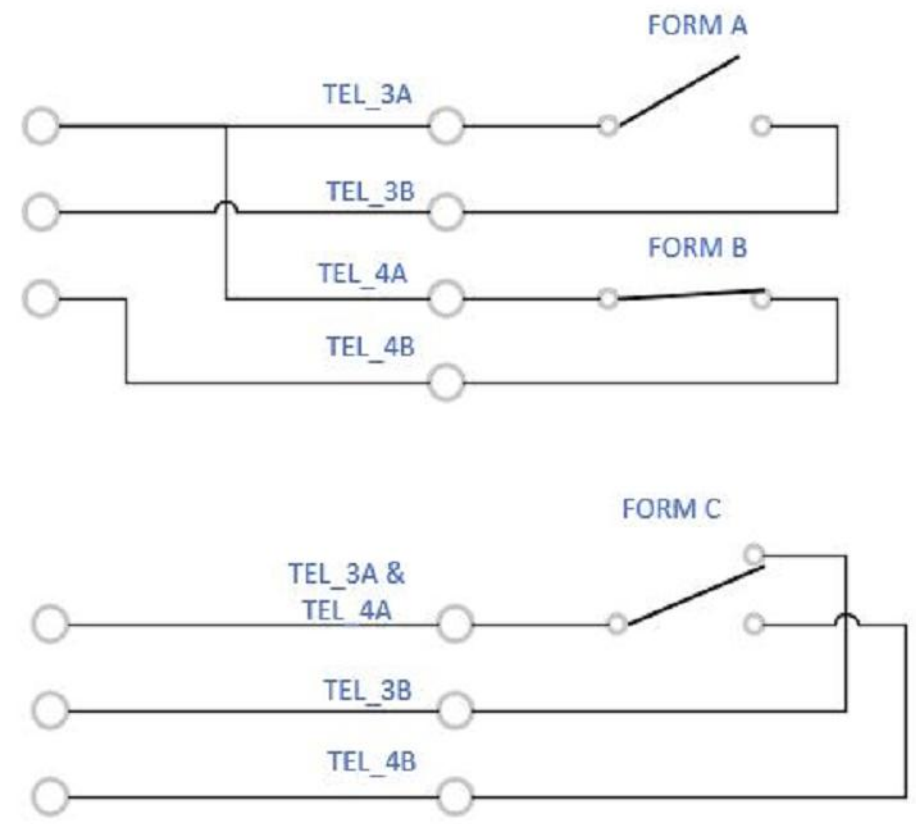 FORM A
TEL_3A
TEL_3B
FORM B
TEL_4A
TEL_4B
FORM C
TEL_3A &
TEL_4A
TEL_3B
TEL_4B